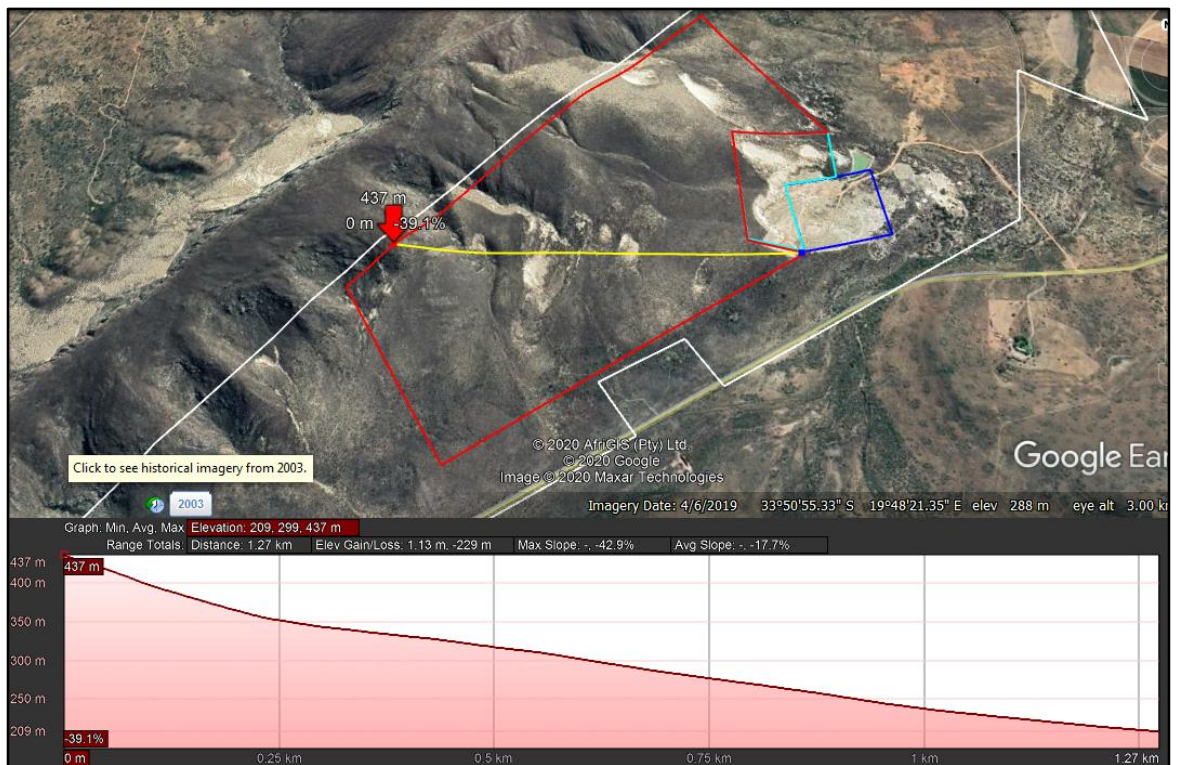 N
437 m
0 m -39.1%
© 2020 AfriGIS (Pty) Ltd.
© 2020 Google
Image © 2020 Maxar Technologies
Google Ear
Click to see historical imagery from 2003.
2003
Imagery Date: 4/6/2019 33°50'55.33" S 19°48'21.35" E elev 288 m eye alt 3.00 k
Graph: Min, Avg, Max Elevation: 209, 299, 437 m
Range Totals: Distance: 1.27 km Elev Gain/Loss: 1.13 m, -229 m Max Slope: -, -42.9% Avg Slope: -, -17.7%
437 m
437 m
400 m
350 m
300 m
250 m
209 m
-39.1%
0 m 0.25 km 0.5 km 0.75 km 1 km 1.27 km